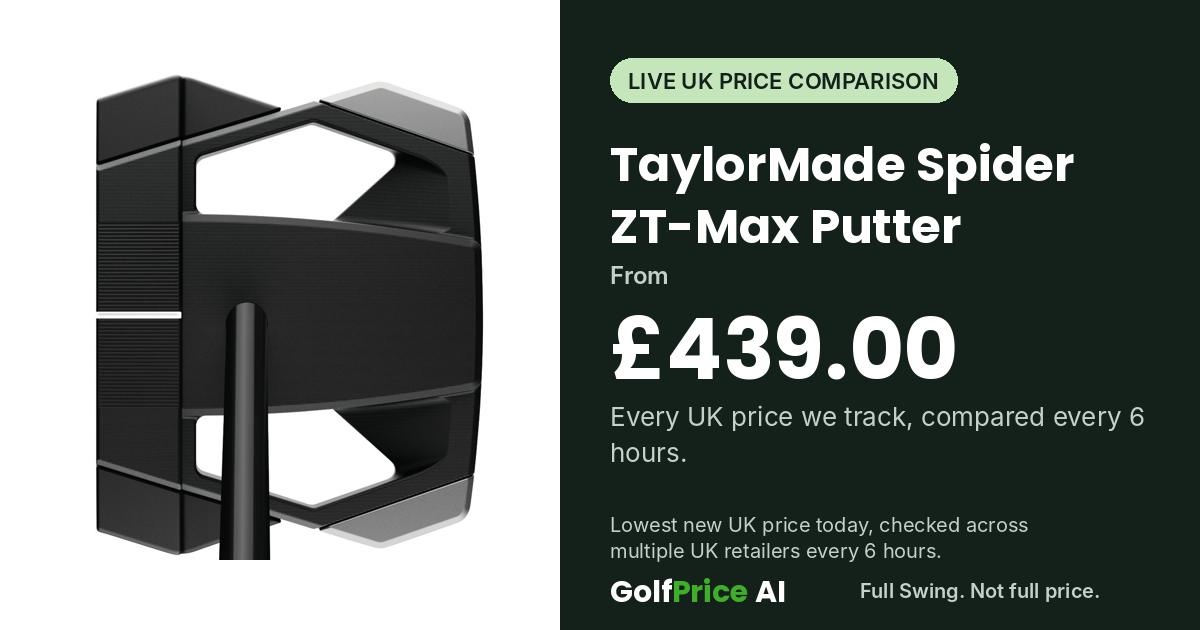 LIVE UK PRICE COMPARISON
TaylorMade Spider
ZT-Max Putter
From
£439.00
Every UK price we track, compared every 6
hours.
Lowest new UK price today, checked across
multiple UK retailers every 6 hours.
GolfPrice AI
Full Swing. Not full price.